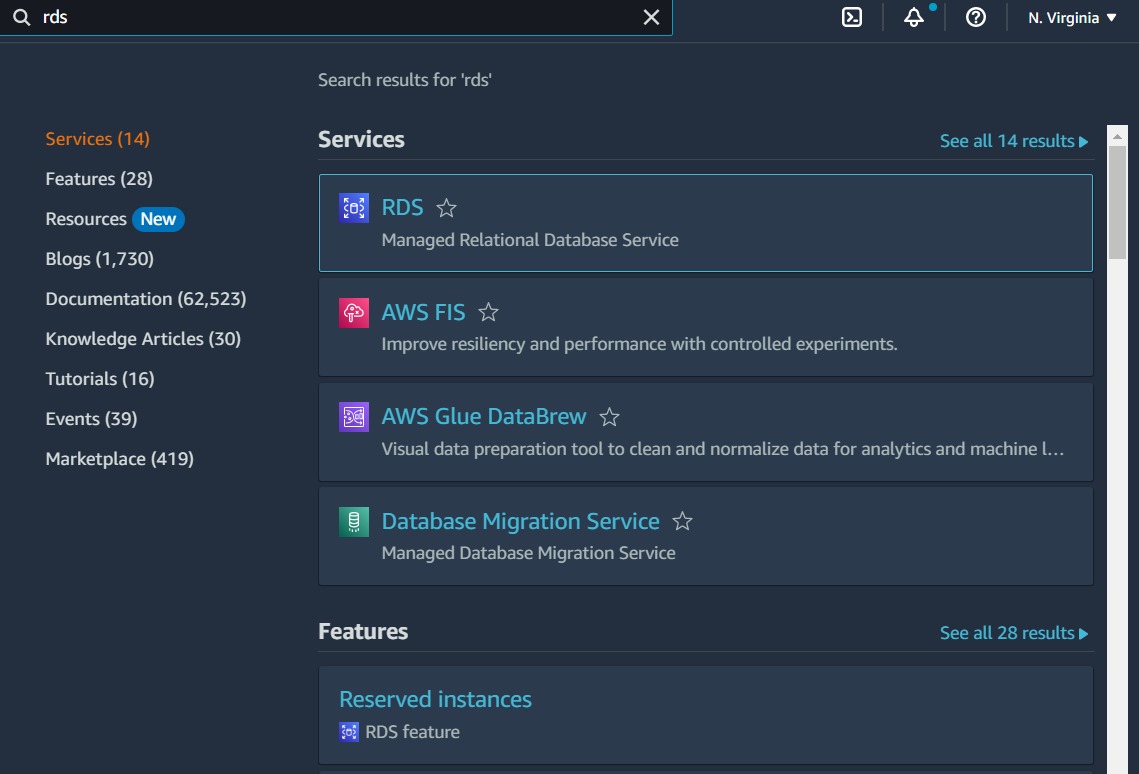 rds
N. Virginia
Search results for 'rds'
Services (14)
Features (28)
Resources New
Blogs (1,730)
Documentation (62,523)
Knowledge Articles (30)
Tutorials (16)
Events (39)
Marketplace (419)
Services
See all 14 results
RDS
Managed Relational Database Service
AWS FIS
Improve resiliency and performance with controlled experiments.
AWS Glue DataBrew
Visual data preparation tool to clean and normalize data for analytics and machine l...
Database Migration Service
Managed Database Migration Service
Features
See all 28 results
Reserved instances
RDS feature